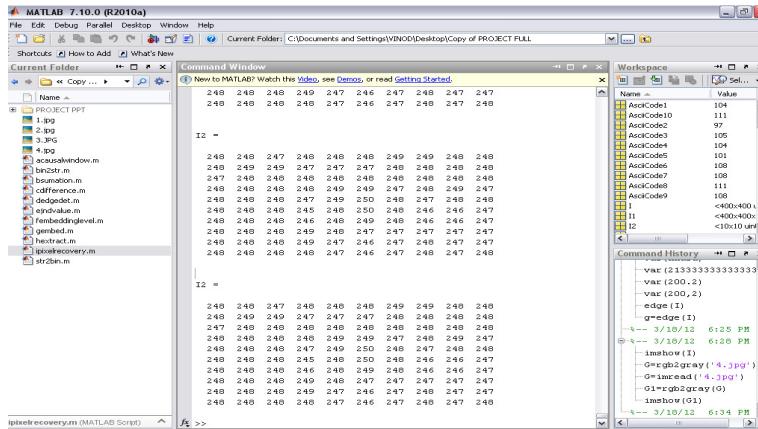 MATLAB 7.10.0 (R2010a)
File Edit Debug Parallel Desktop Window Help
Current Folder: C:\Documents and Settings\VINOD\Desktop\Copy of PROJECT FULL
Shortcuts How to Add What's New
Current Folder
« Copy ...
Name
PROJECT PPT
1.jpg
2.jpg
3.JPG
4.jpg
acausalwindow.m
bin2str.m
bsumation.m
cdifference.m
dedgedet.m
ejndvalue.m
fembeddinglevel.m
gembed.m
hextract.m
ipixelrecovery.m
str2bin.m
ipixelrecovery.m (MATLAB Script)
Command Window
New to MATLAB? Watch this Video, see Demos, or read Getting Started.
248 248 248 249 247 246 247 248 247 247
248 248 248 248 247 246 247 248 247 248
I2 =
248 248 247 248 248 248 249 249 248 248
248 249 249 247 249 247 247 248 248 248
247 248 248 248 248 248 248 248 248 248
248 248 248 248 249 249 247 248 249 247
248 248 248 247 249 250 248 247 248 248
248 248 248 245 248 250 248 246 246 247
248 248 248 246 248 249 248 246 246 247
248 248 248 249 248 247 247 247 247 247
248 248 248 249 247 246 247 248 247 247
248 248 248 248 247 246 247 248 247 248
I2 =
248 248 247 248 248 248 249 249 248 248
248 249 249 247 247 247 247 248 248 248
247 248 248 248 248 248 248 248 248 248
248 248 248 248 249 249 247 248 249 247
248 248 248 247 249 250 248 247 248 248
248 248 248 245 248 250 248 246 246 247
248 248 248 246 248 249 248 246 246 247
248 248 248 249 248 247 247 247 247 247
248 248 248 249 247 246 247 248 247 247
248 248 248 248 247 246 247 248 247 248
fx >>
Workspace
Sel...
Name Value
AsciiCode1 104
AsciiCode10 111
AsciiCode2 97
AsciiCode3 105
AsciiCode4 104
AsciiCode5 101
AsciiCode6 108
AsciiCode7 108
AsciiCode8 111
AsciiCode9 108
I <400x400 u
I1 <400x400x
I2 <10x10 uin
Command History
var(213333333333333
var(200.2)
var(200,2)
edge(I)
g=edge(I)
%-- 3/18/12 6:25 PM
%-- 3/18/12 6:28 PM
imshow(I)
G=rgb2gray('4.jpg')
G=imread('4.jpg')
G1=rgb2gray(G)
imshow(G1)
%-- 3/18/12 6:34 PM